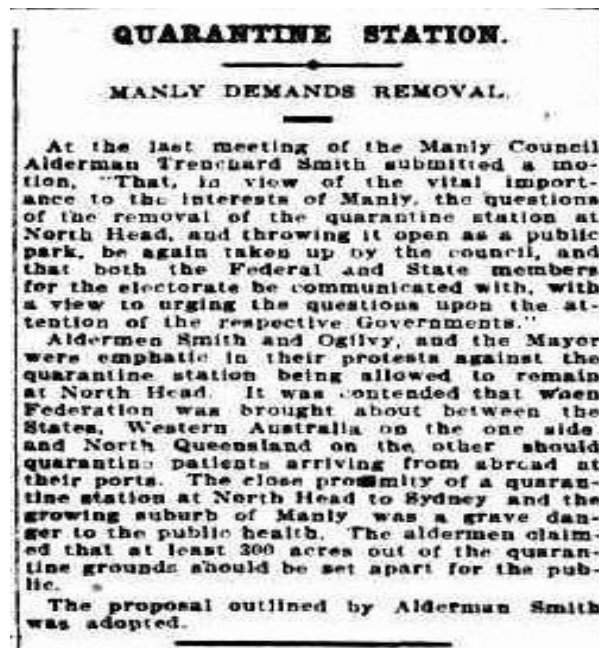 QUARANTINE STATION.
MANLY DEMANDS REMOVAL.
At the last meeting of the Manly Council
Alderman Trenchard Smith submitted a mo-
tion, "That, in view of the vital import-
ance to the interests of Manly, the questions
of the removal of the quarantine station at
North Head, and throwing it open as a public
park, be again taken up by the council, and
that both the Federal and State members
for the electorate be communicated with, with
a view to urging the questions upon the at-
tention of the respective Governments."
Aldermen Smith and Ogilvy, and the Mayor
were emphatic in their protests against the
quarantine station being allowed to remain
at North Head. It was contended that when
Federation was brought about between the
States, Western Australia on the one side
and North Queensland on the other should
quarantine patients arriving from abroad at
their ports. The close proximity of a quaran-
tine station at North Head to Sydney and the
growing suburb of Manly was a grave dan-
ger to the public health. The aldermen claim-
ed that at least 300 acres out of the quaran-
tine grounds should be set apart for the pub-
lic.
The proposal outlined by Alderman Smith
was adopted.